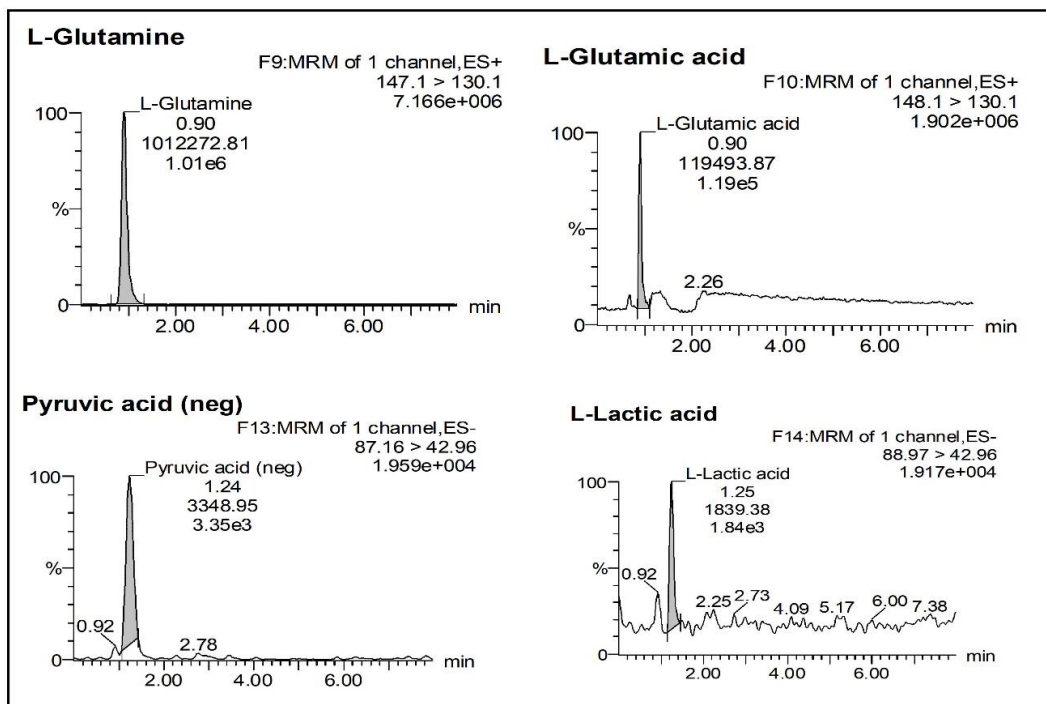 L-Glutamine
F9:MRM of 1 channel,ES+
147.1 > 130.1
7.166e+006
L-Glutamine
0.90
1012272.81
1.01e6
100
%
0
2.00 4.00 6.00
min
L-Glutamic acid
F10:MRM of 1 channel,ES+
148.1 > 130.1
1.902e+006
L-Glutamic acid
0.90
119493.87
1.19e5
100
%
0
2.26
2.00 4.00 6.00
min
Pyruvic acid (neg)
F13:MRM of 1 channel,ES-
87.16 > 42.96
1.959e+004
Pyruvic acid (neg)
1.24
3348.95
3.35e3
100
%
0
0.92
2.78
2.00 4.00 6.00
min
L-Lactic acid
F14:MRM of 1 channel,ES-
88.97 > 42.96
1.917e+004
L-Lactic acid
1.25
1839.38
1.84e3
100
%
0
0.92
2.25 2.73 4.09 5.17 6.00 7.38
2.00 4.00 6.00
min